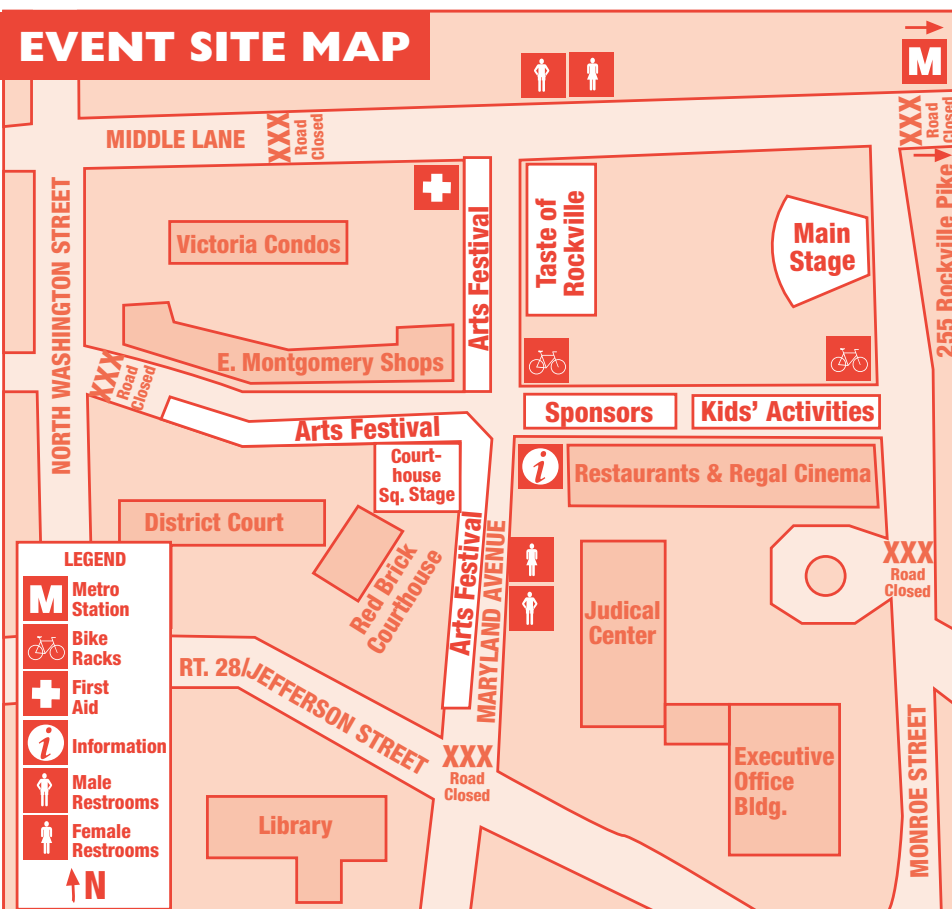 EVENT SITE MAP
M
MIDDLE LANE
XXX
Road
Closed
XXX
Road
Closed
NORTH WASHINGTON STREET
Victoria Condos
Arts Festival
Taste of
Rockville
Main
Stage
255 Rockville Pike
E. Montgomery Shops
XXX
Road
Closed
Arts Festival
Sponsors
Kids' Activities
Court-
house
Sq. Stage
i
Restaurants & Regal Cinema
District Court
Red Brick
Courthouse
Arts Festival
MARYLAND AVENUE
Judical
Center
XXX
Road
Closed
RT. 28/JEFFERSON STREET
XXX
Road
Closed
Executive
Office
Bldg.
MONROE STREET
Library
LEGEND
M
Metro
Station
Bike
Racks
First
Aid
i
Information
Male
Restrooms
Female
Restrooms
N